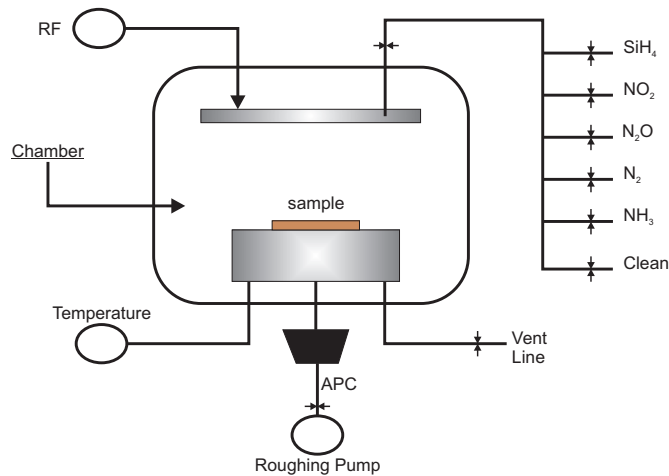 RF
SiH₄
NO₂
N₂O
N₂
NH₃
Clean
Chamber
sample
Temperature
Vent
Line
APC
Roughing Pump